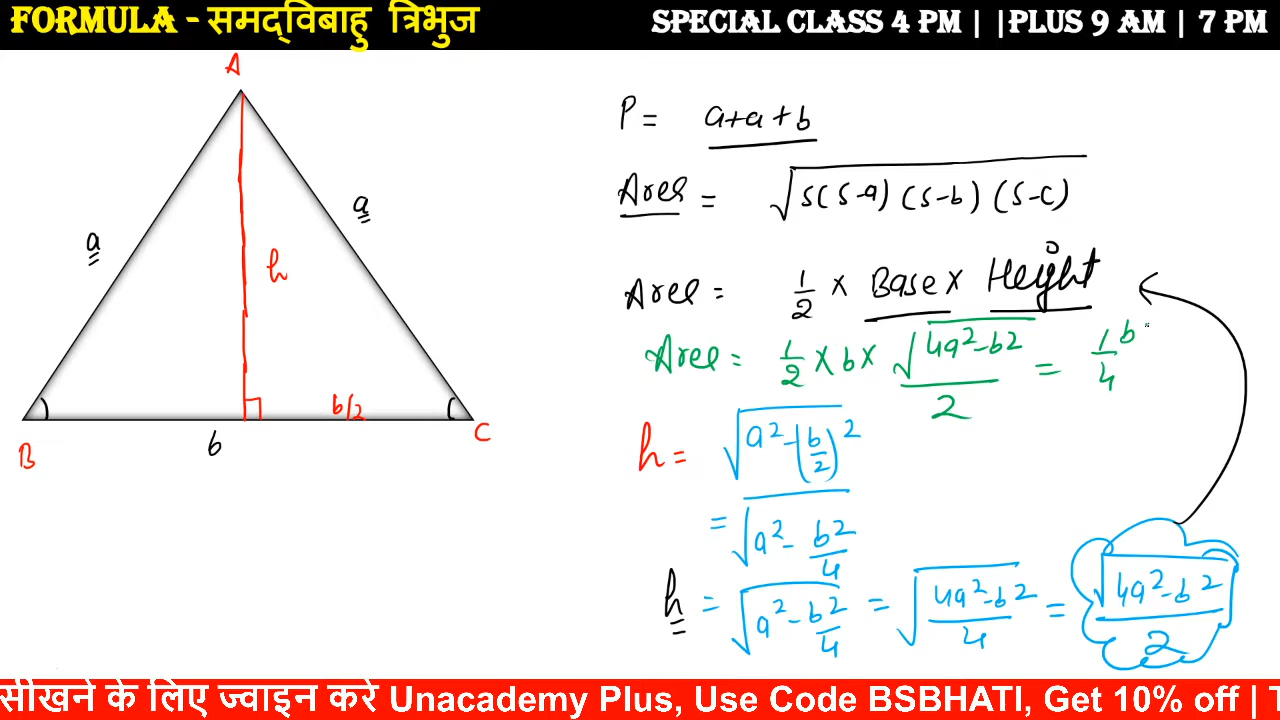 FORMULA - समद्विबाहु त्रिभुज
SPECIAL CLASS 4 PM | |PLUS 9 AM | 7 PM
A
a
a
h
b/2
B
b
C
P = a+a+b
Area = √s(s-a)(s-b)(s-c)
Area = 1/2 × Base × Height
Area = 1/2 × b × √4a²-b²/2 = 1/4 b
h = √a²-(b/2)²
= √a² - b²/4
h = √a² - b²/4 = √4a²-b²/4 = √4a²-b²/2
सीखने के लिए ज्वाइन करे Unacademy Plus, Use Code BSBHATI, Get 10% off | T